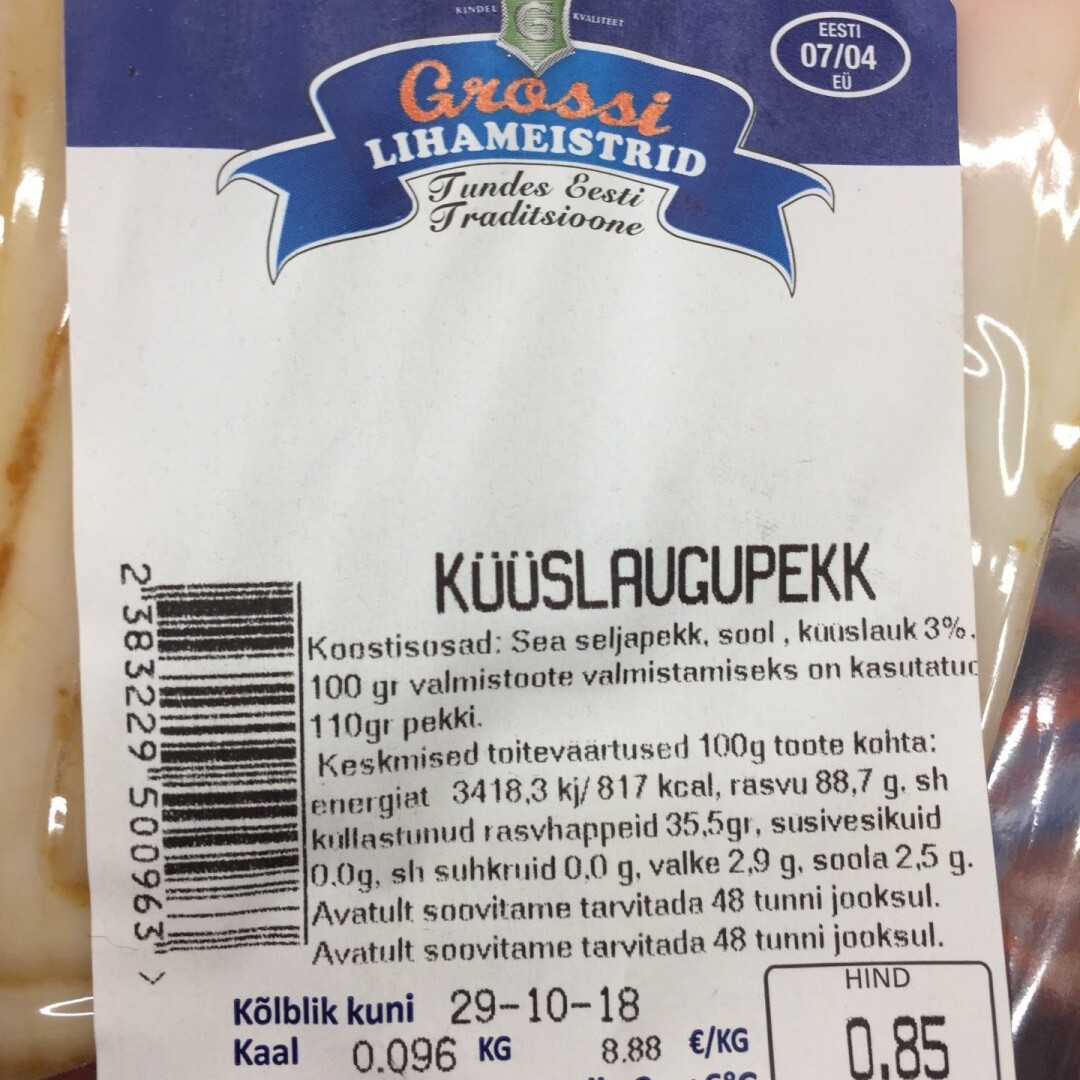 KINDEL
KVALITEET
G
EESTI
07/04
EÜ
Grossi
LIHAMEISTRID
Tundes Eesti
Traditsioone
KÜÜSLAUGUPEKK
Koostisosad: Sea seljapekk, sool , küüslauk 3%.
100 gr valmistoote valmistamiseks on kasutatud
110gr pekki.
Keskmised toiteväärtused 100g toote kohta:
energiat 3418,3 kj/ 817 kcal, rasvu 88,7 g, sh
küllastunud rasvhappeid 35,5gr, süsivesikuid
0,0g, sh suhkruid 0,0 g, valke 2,9 g, soola 2,5 g.
Avatult soovitame tarvitada 48 tunni jooksul.
Avatult soovitame tarvitada 48 tunni jooksul.
2 383229 500963 >
HIND
Kõlblik kuni 29-10-18
Kaal 0.096 KG 8.88 €/KG
0.85